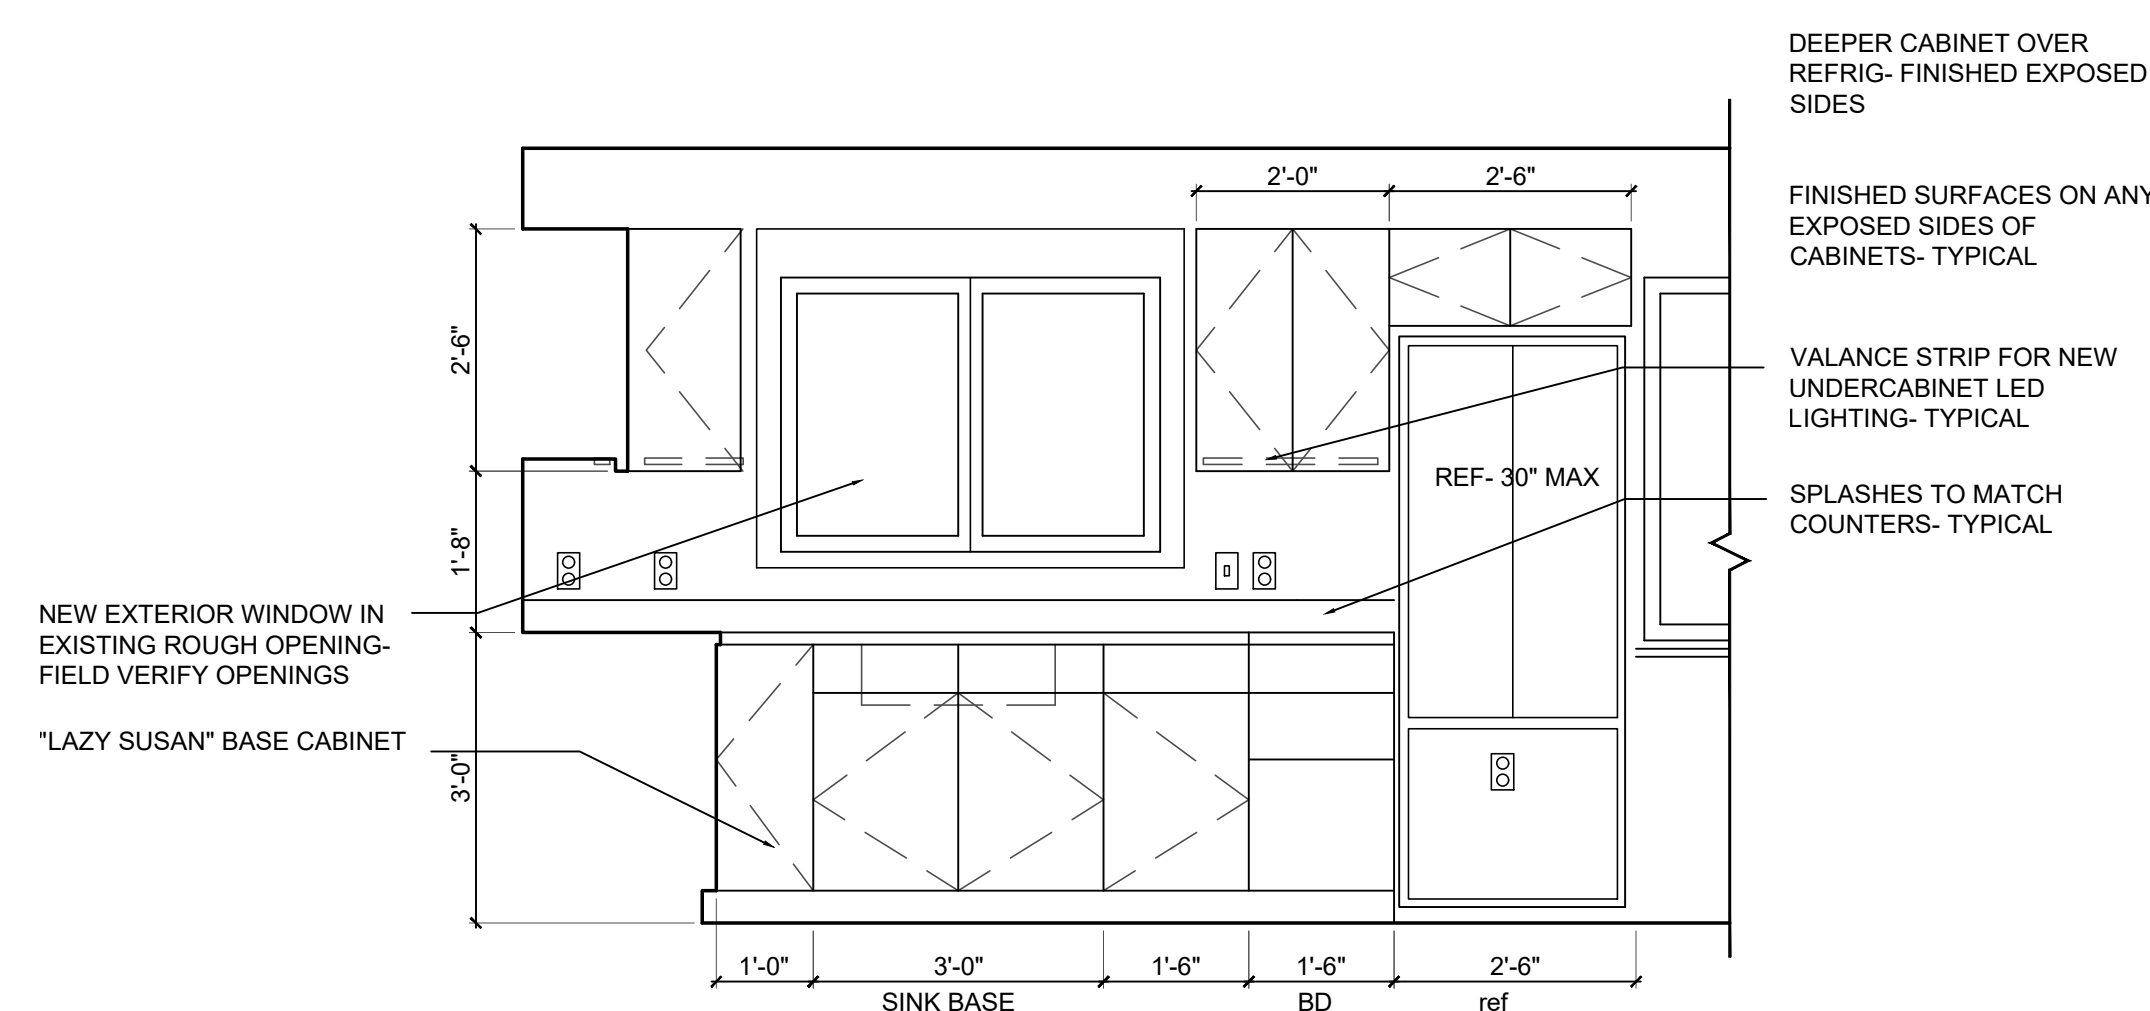 DEEPER CABINET OVER
REFRIG- FINISHED EXPOSED
SIDES
2'-0"
2'-6"
FINISHED SURFACES ON ANY
EXPOSED SIDES OF
CABINETS- TYPICAL
2'-6"
VALANCE STRIP FOR NEW
UNDERCABINET LED
LIGHTING- TYPICAL
REF- 30" MAX
SPLASHES TO MATCH
COUNTERS- TYPICAL
1'-8"
NEW EXTERIOR WINDOW IN
EXISTING ROUGH OPENING-
FIELD VERIFY OPENINGS
"LAZY SUSAN" BASE CABINET
3'-0"
1'-0"
3'-0"
1'-6"
1'-6"
2'-6"
SINK BASE
BD
ref